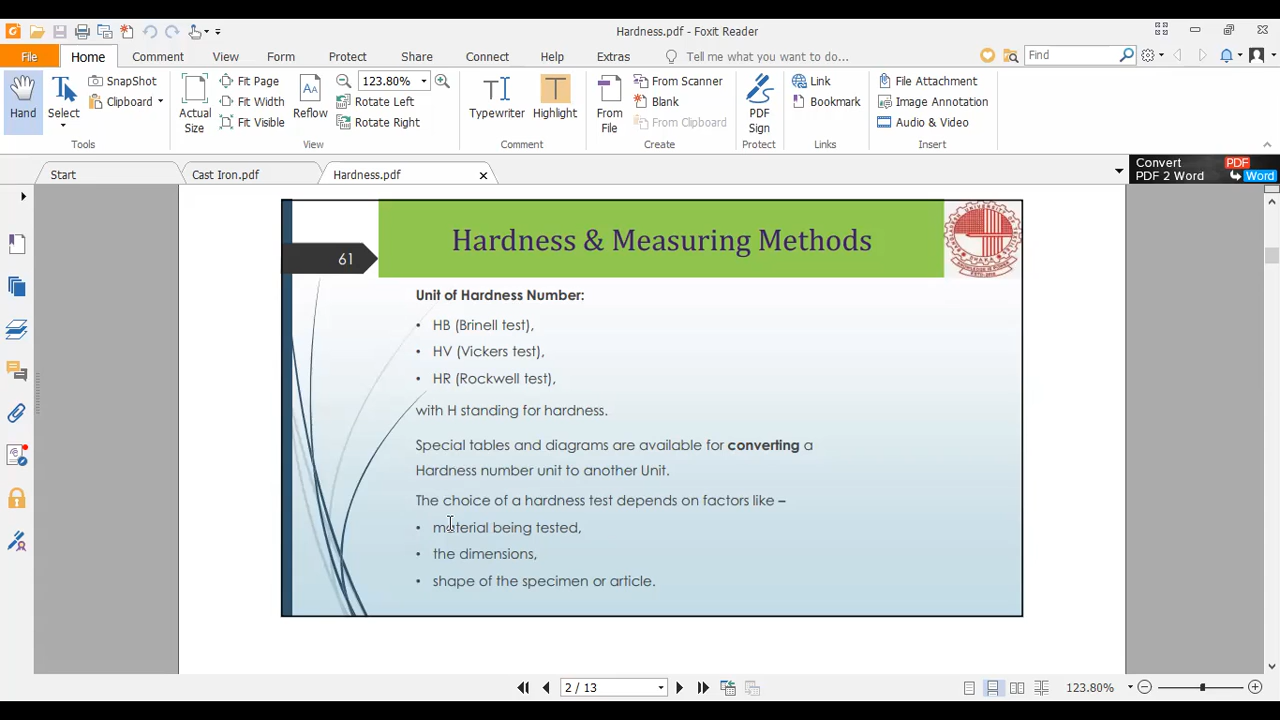 Hardness.pdf - Foxit Reader
File Home Comment View Form Protect Share Connect Help Extras Tell me what you want to do... Find
Hand
Select
SnapShot
Clipboard
Tools
Actual Size
Fit Page
Fit Width
Fit Visible
Reflow
123.80%
Rotate Left
Rotate Right
View
Typewriter
Highlight
Comment
From File
From Scanner
Blank
From Clipboard
Create
PDF Sign
Protect
Link
Bookmark
Links
File Attachment
Image Annotation
Audio & Video
Insert
Start
Cast Iron.pdf
Hardness.pdf
Convert PDF
PDF 2 Word Word
61
Hardness & Measuring Methods
Unit of Hardness Number:
• HB (Brinell test),
• HV (Vickers test),
• HR (Rockwell test),
with H standing for hardness.
Special tables and diagrams are available for converting a
Hardness number unit to another Unit.
The choice of a hardness test depends on factors like –
• material being tested,
• the dimensions,
• shape of the specimen or article.
2 / 13
123.80%